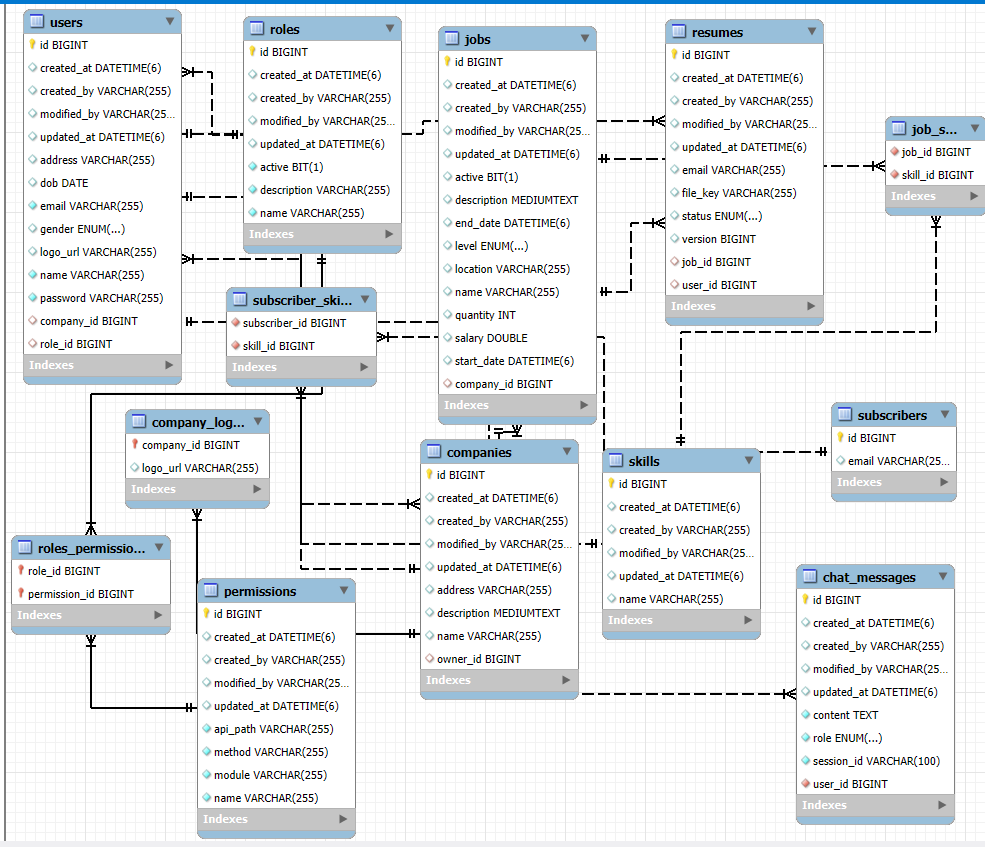 users
id BIGINT
created_at DATETIME(6)
created_by VARCHAR(255)
modified_by VARCHAR(25...
updated_at DATETIME(6)
address VARCHAR(255)
dob DATE
email VARCHAR(255)
gender ENUM(...)
logo_url VARCHAR(255)
name VARCHAR(255)
password VARCHAR(255)
company_id BIGINT
role_id BIGINT
Indexes
roles
id BIGINT
created_at DATETIME(6)
created_by VARCHAR(255)
modified_by VARCHAR(25...
updated_at DATETIME(6)
active BIT(1)
description VARCHAR(255)
name VARCHAR(255)
Indexes
jobs
id BIGINT
created_at DATETIME(6)
created_by VARCHAR(255)
modified_by VARCHAR(25...
updated_at DATETIME(6)
active BIT(1)
description MEDIUMTEXT
end_date DATETIME(6)
level ENUM(...)
location VARCHAR(255)
name VARCHAR(255)
quantity INT
salary DOUBLE
start_date DATETIME(6)
company_id BIGINT
Indexes
resumes
id BIGINT
created_at DATETIME(6)
created_by VARCHAR(255)
modified_by VARCHAR(25...
updated_at DATETIME(6)
email VARCHAR(255)
file_key VARCHAR(255)
status ENUM(...)
version BIGINT
job_id BIGINT
user_id BIGINT
Indexes
job_s...
job_id BIGINT
skill_id BIGINT
Indexes
subscriber_ski...
subscriber_id BIGINT
skill_id BIGINT
Indexes
company_log...
company_id BIGINT
logo_url VARCHAR(255)
Indexes
companies
id BIGINT
created_at DATETIME(6)
created_by VARCHAR(255)
modified_by VARCHAR(25...
updated_at DATETIME(6)
address VARCHAR(255)
description MEDIUMTEXT
name VARCHAR(255)
owner_id BIGINT
Indexes
skills
id BIGINT
created_at DATETIME(6)
created_by VARCHAR(255)
modified_by VARCHAR(25...
updated_at DATETIME(6)
name VARCHAR(255)
Indexes
subscribers
id BIGINT
email VARCHAR(25...
Indexes
roles_permissio...
role_id BIGINT
permission_id BIGINT
Indexes
permissions
id BIGINT
created_at DATETIME(6)
created_by VARCHAR(255)
modified_by VARCHAR(25...
updated_at DATETIME(6)
api_path VARCHAR(255)
method VARCHAR(255)
module VARCHAR(255)
name VARCHAR(255)
Indexes
chat_messages
id BIGINT
created_at DATETIME(6)
created_by VARCHAR(255)
modified_by VARCHAR(25...
updated_at DATETIME(6)
content TEXT
role ENUM(...)
session_id VARCHAR(100)
user_id BIGINT
Indexes